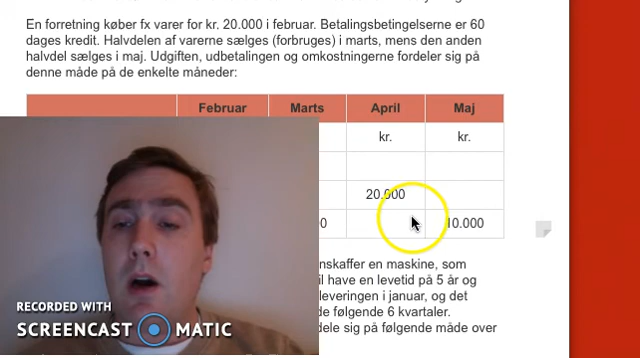 En forretning køber fx varer for kr. 20.000 i februar. Betalingsbetingelserne er 60
dages kredit. Halvdelen af varerne sælges (forbruges) i marts, mens den anden
halvdel sælges i maj. Udgiften, udbetalingen og omkostningerne fordeler sig på
denne måde på de enkelte måneder:
Februar Marts April Maj
kr. kr.
20.000
0 10.000
nskaffer en maskine, som
il have en levetid på 5 år og
leveringen i januar, og det
de følgende 6 kvartaler.
dele sig på følgende måde over
RECORDED WITH
SCREENCAST MATIC